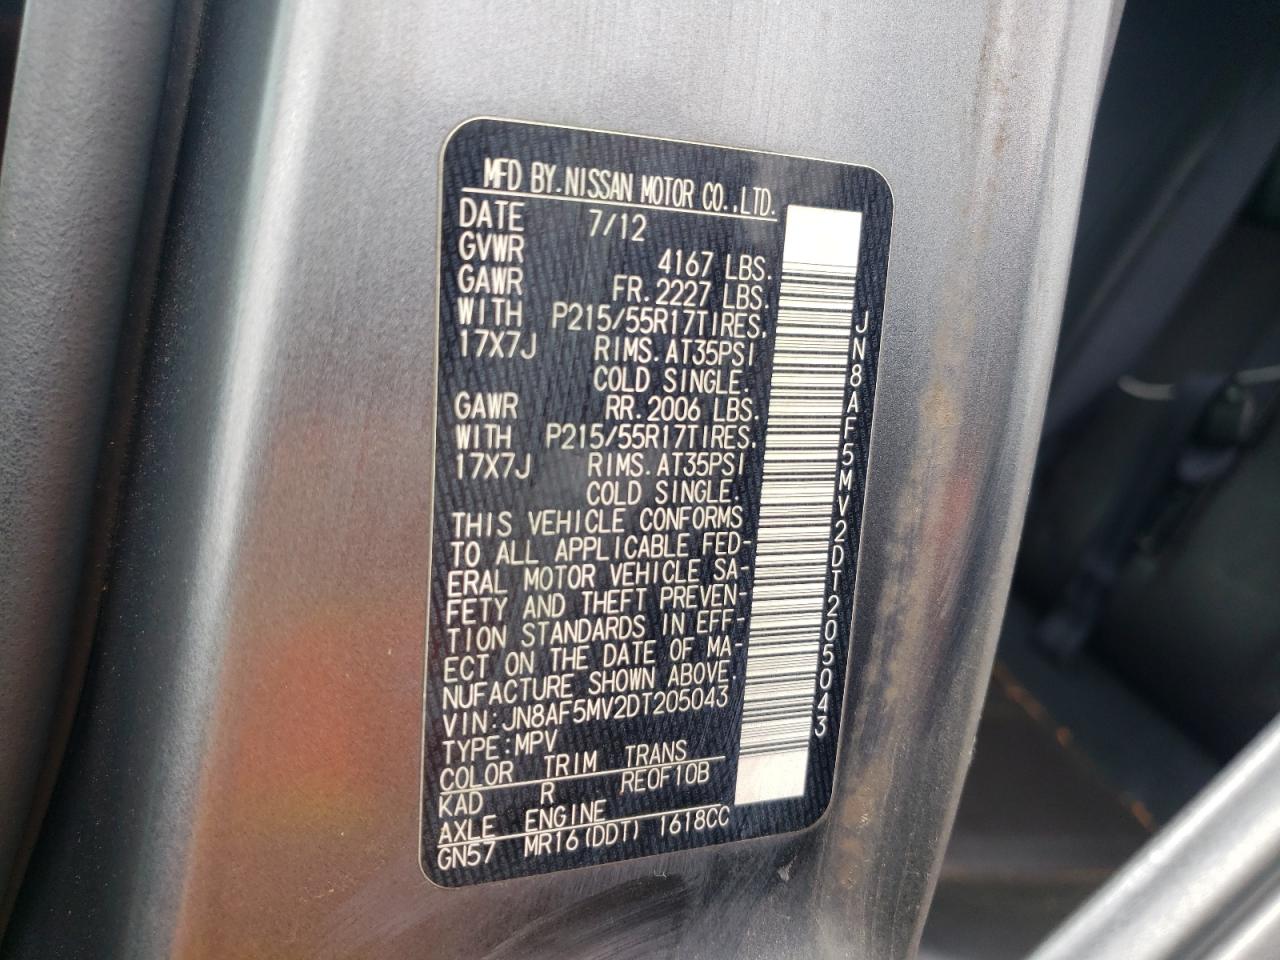 MFD BY.NISSAN MOTOR CO.,LTD.
DATE 7/12
GVWR 4167 LBS.
GAWR FR.2227 LBS.
WITH P215/55R17TIRES.
17X7J RIMS.AT35PSI
COLD SINGLE.
GAWR RR.2006 LBS.
WITH P215/55R17TIRES.
17X7J RIMS.AT35PSI
COLD SINGLE.
THIS VEHICLE CONFORMS
TO ALL APPLICABLE FED-
ERAL MOTOR VEHICLE SA-
FETY AND THEFT PREVEN-
TION STANDARDS IN EFF-
ECT ON THE DATE OF MA-
NUFACTURE SHOWN ABOVE.
VIN:JN8AF5MV2DT205043
TYPE:MPV
COLOR TRIM TRANS
KAD R RE0F10B
AXLE ENGINE
GN57 MR16(DDT) 1618CC
JN8AF5MV2DT205043